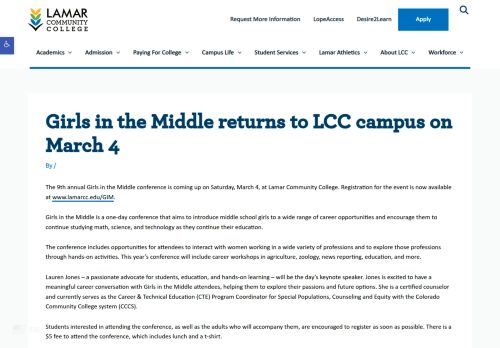 LAMAR
COMMUNITY
COLLEGE
Request More Information LopeAccess Desire2Learn Apply
Academics Admission Paying For College Campus Life Student Services Lamar Athletics About LCC Workforce
Girls in the Middle returns to LCC campus on
March 4
By /
The 9th annual Girls in the Middle conference is coming up on Saturday, March 4, at Lamar Community College. Registration for the event is now available
at www.lamarcc.edu/GIM.
Girls in the Middle is a one-day conference that aims to introduce middle school girls to a wide range of career opportunities and encourage them to
continue studying math, science, and technology as they continue their education.
The conference includes opportunities for attendees to interact with women working in a wide variety of professions and to explore those professions
through hands-on activities. This year's conference will include career workshops in agriculture, zoology, news reporting, education, and more.
Lauren Jones – a passionate advocate for students, education, and hands-on learning – will be the day's keynote speaker. Jones is excited to have a
meaningful career conversation with Girls in the Middle attendees, helping them to explore their passions and future options. She is a certified counselor
and currently serves as the Career & Technical Education (CTE) Program Coordinator for Special Populations, Counseling and Equity with the Colorado
Community College system (CCCS).
Students interested in attending the conference, as well as the adults who will accompany them, are encouraged to register as soon as possible. There is a
$5 fee to attend the conference, which includes lunch and a t-shirt.